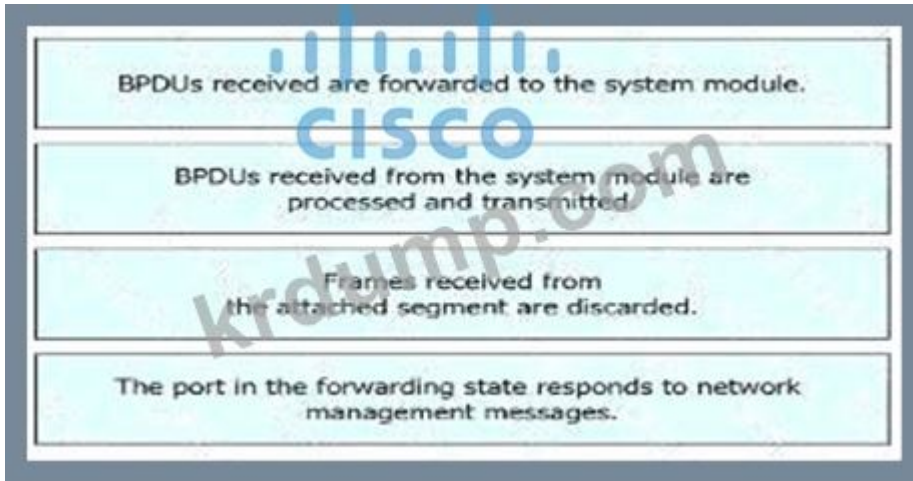 CISCO
BPDUs received are forwarded to the system module.
BPDUs received from the system module are
processed and transmitted.
krdump.com
Frames received from
the attached segment are discarded.
The port in the forwarding state responds to network
management messages.